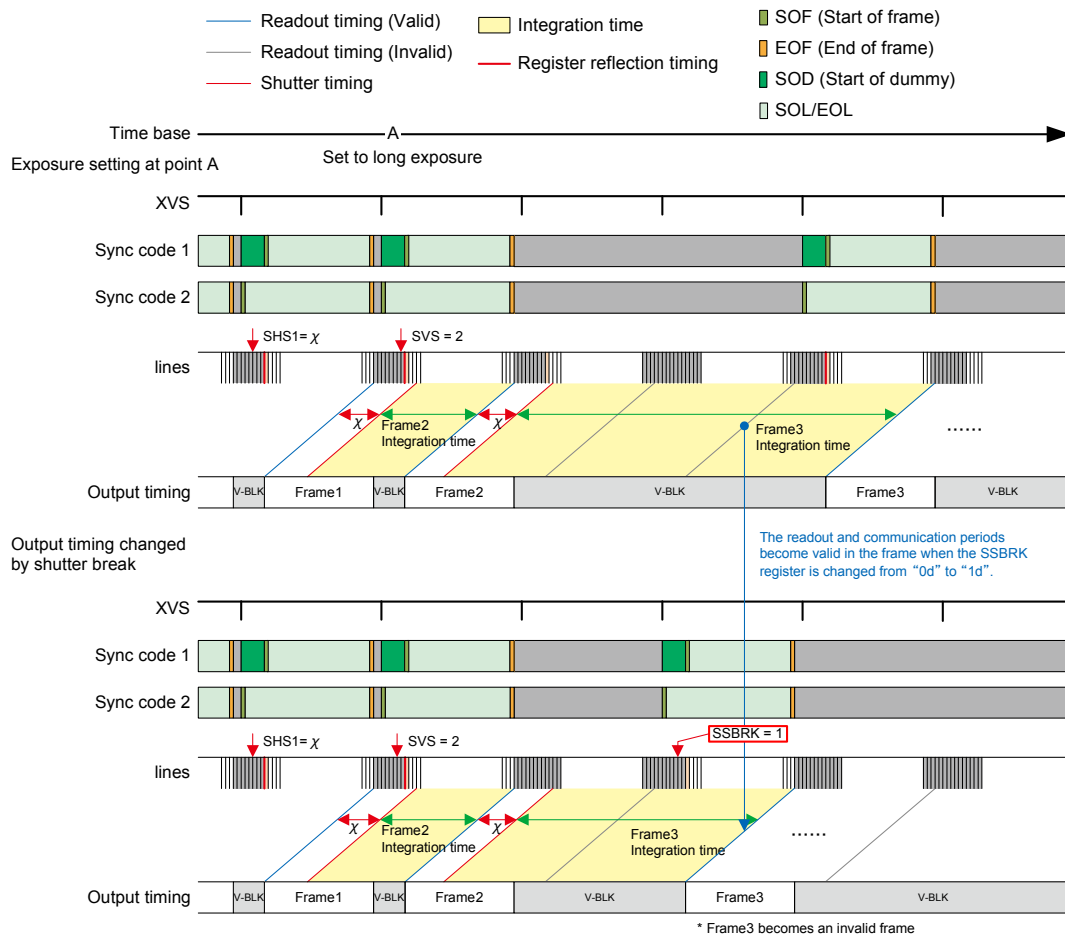 Readout timing (Valid)
Readout timing (Invalid)
Shutter timing
Integration time
Register reflection timing
SOF (Start of frame)
EOF (End of frame)
SOD (Start of dummy)
SOL/EOL
Time base
A
Exposure setting at point A
Set to long exposure
XVS
Sync code 1
Sync code 2
SHS1= χ
SVS = 2
lines
χ
Frame2
Integration time
χ
Frame3
Integration time
......
Output timing
V-BLK
Frame1
V-BLK
Frame2
V-BLK
Frame3
V-BLK
Output timing changed
by shutter break
The readout and communication periods
become valid in the frame when the SSBRK
register is changed from “0d” to “1d”.
XVS
Sync code 1
Sync code 2
SHS1= χ
SVS = 2
SSBRK = 1
lines
χ
Frame2
Integration time
χ
Frame3
Integration time
......
Output timing
V-BLK
Frame1
V-BLK
Frame2
V-BLK
Frame3
V-BLK
* Frame3 becomes an invalid frame